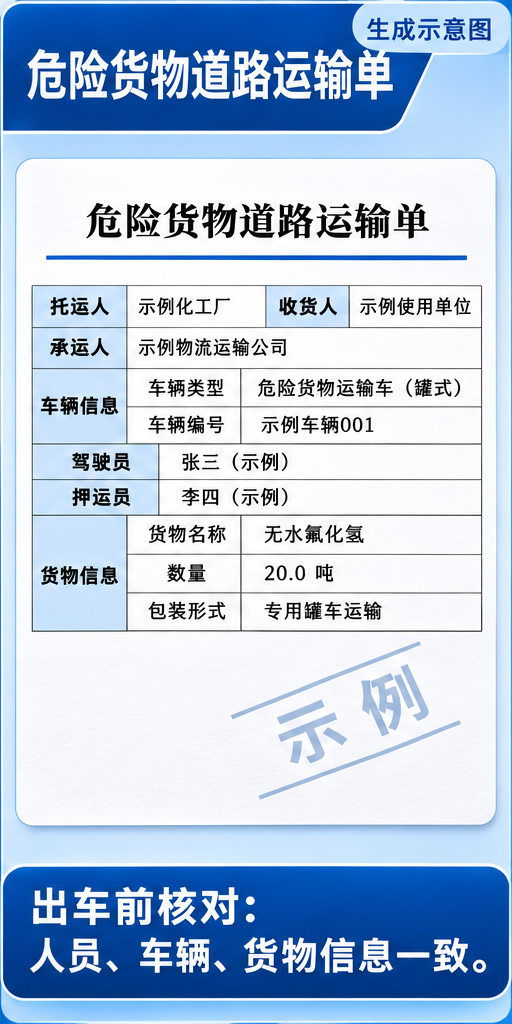 生成示意图
危险货物道路运输单
危险货物道路运输单
托运人 示例化工厂 收货人 示例使用单位
承运人 示例物流运输公司
车辆信息 车辆类型 危险货物运输车（罐式）
车辆编号 示例车辆001
驾驶员 张三（示例）
押运员 李四（示例）
货物信息 货物名称 无水氟化氢
数量 20.0 吨
包装形式 专用罐车运输
示例
出车前核对：
人员、车辆、货物信息一致。